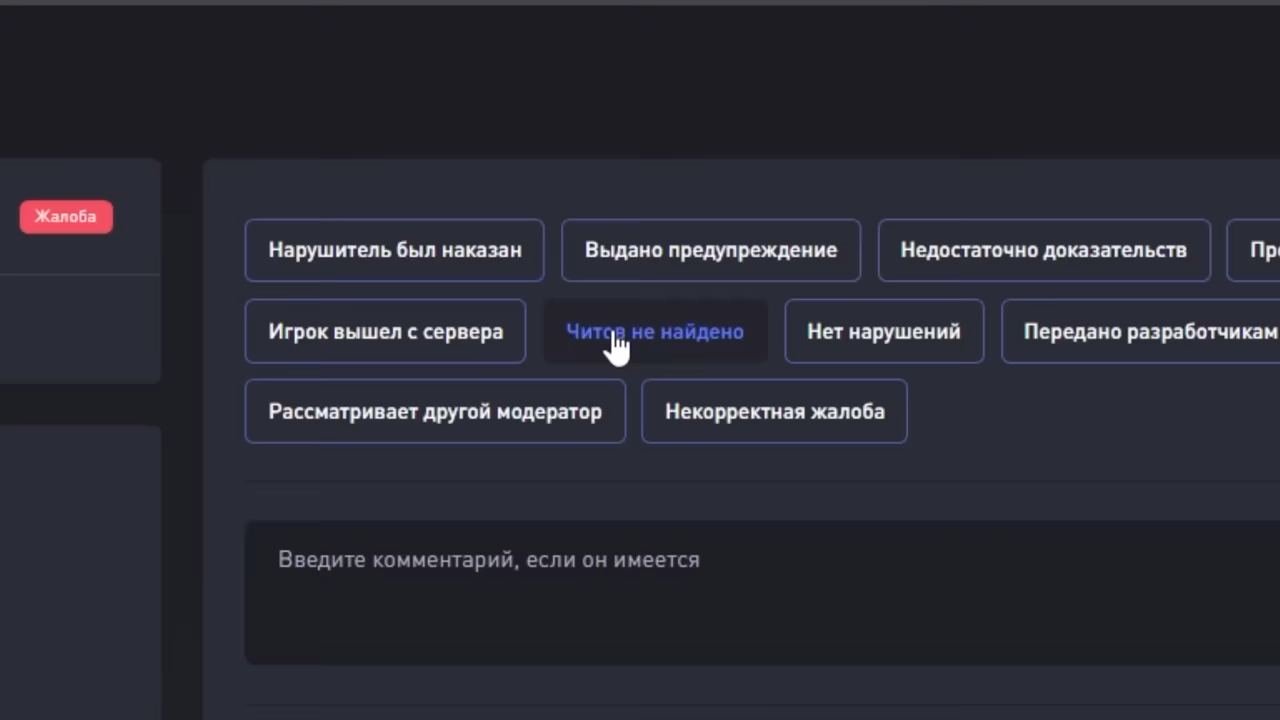 Жалоба
Нарушитель был наказан Выдано предупреждение Недостаточно доказательств
Игрок вышел с сервера Читов не найдено Нет нарушений Передано разработчикам
Рассматривает другой модератор Некорректная жалоба
Введите комментарий, если он имеется